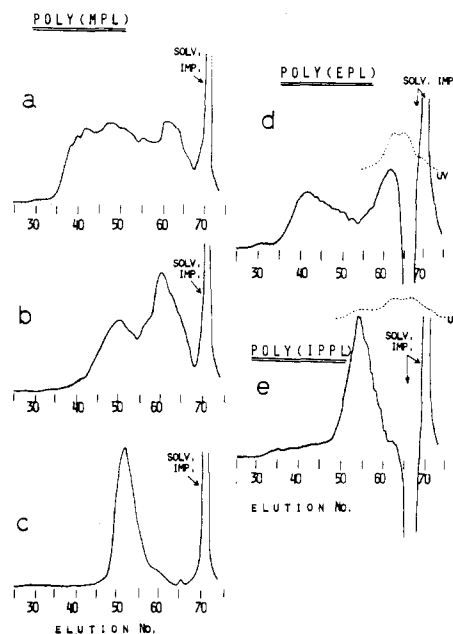 POLY(MPL)
SOLV.
IMP.
a
30 40 50 60 70
SOLV.
IMP.
b
30 40 50 60 70
SOLV.
IMP.
c
30 40 50 60 70
ELUTION No.
POLY(EPL)
SOLV. IMP
d
UV
30 40 50 60 70
U
SOLV.
IMP.
POLY(IPPL)
e
30 40 50 60 70
ELUTION No.